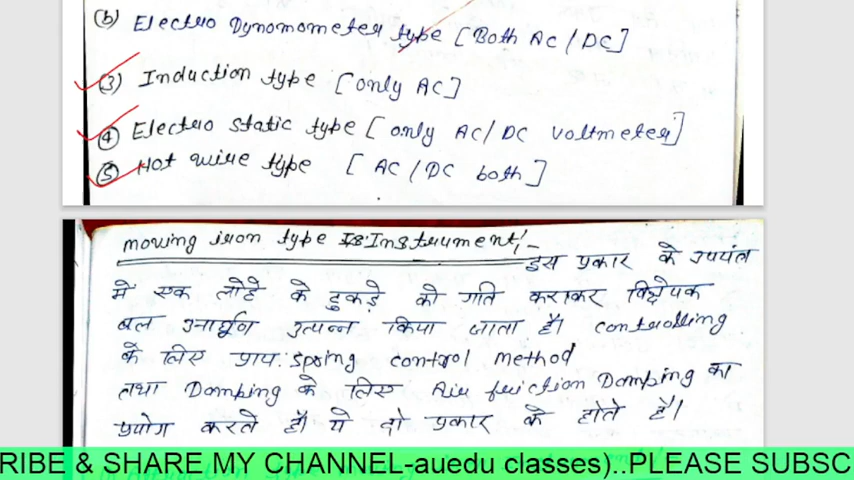 (b) Electro Dynomometer type [Both AC/DC]
(3) Induction type [only AC]
(4) Electro static type [only AC/DC voltmeter]
(5) Hot wire type [AC/DC both]
moving iron type Instrument:-
इस प्रकार के उपयंत्र
में एक लोहे के टुकड़े को गति कराकर विक्षेपक
बल आघूर्ण उत्पन्न किया जाता है। controlling
के लिए प्राय: spring control method
तथा Damping के लिए Air friction Damping का
प्रयोग करते है। ये दो प्रकार के होते है।
RIBE & SHARE MY CHANNEL-auedu classes)..PLEASE SUBSC